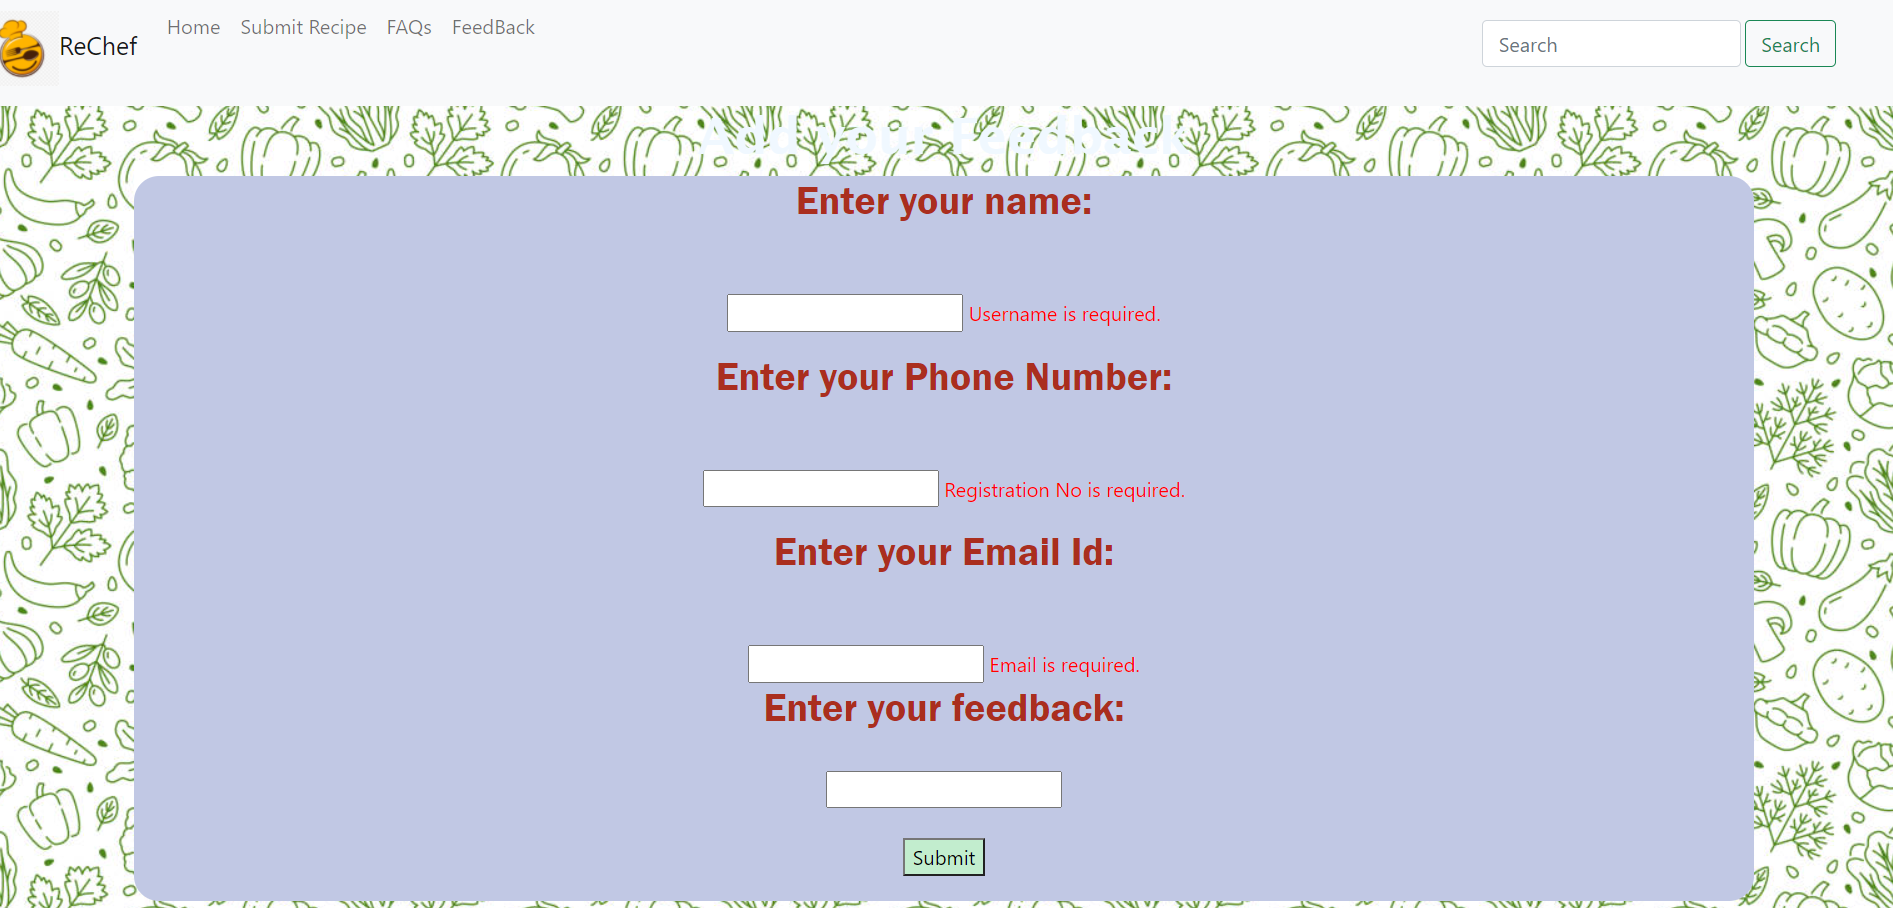 ReChef Home Submit Recipe FAQs FeedBack Search Search
Add your Feedback
Enter your name:
Username is required.
Enter your Phone Number:
Registration No is required.
Enter your Email Id:
Email is required.
Enter your feedback:
Submit